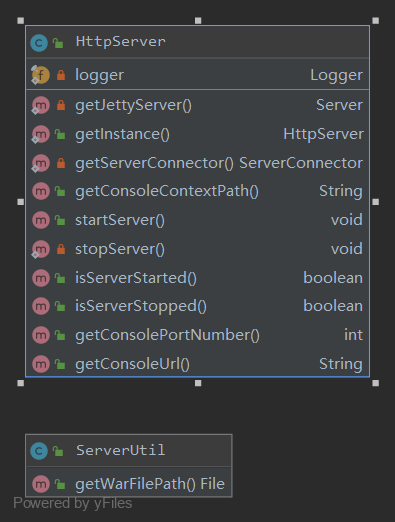 HttpServer
logger Logger
getJettyServer() Server
getInstance() HttpServer
getServerConnector() ServerConnector
getConsoleContextPath() String
startServer() void
stopServer() void
isServerStarted() boolean
isServerStopped() boolean
getConsolePortNumber() int
getConsoleUrl() String
ServerUtil
getWarFilePath() File
Powered by yFiles